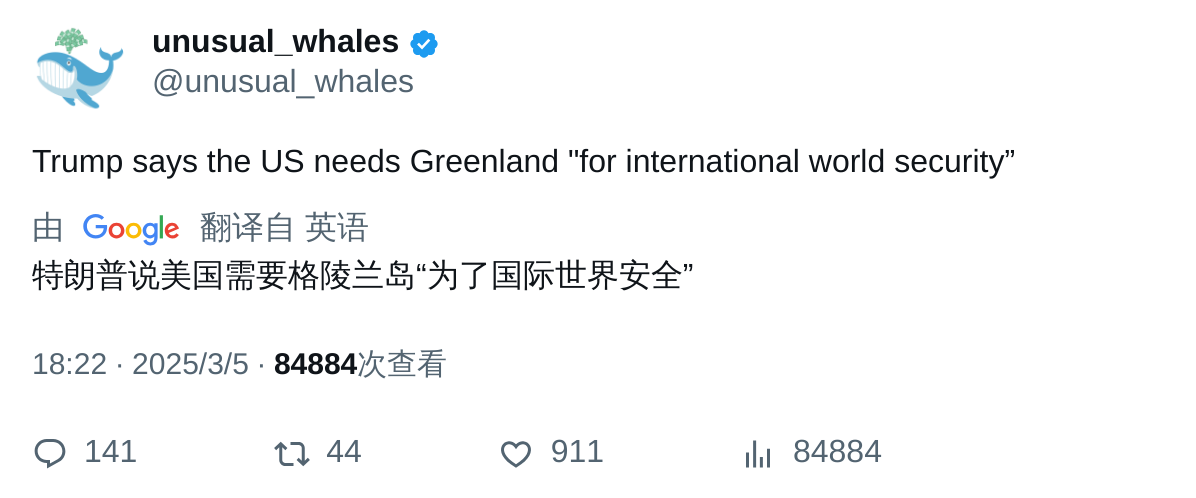 unusual_whales
@unusual_whales
Trump says the US needs Greenland "for international world security”
由 Google 翻译自 英语
特朗普说美国需要格陵兰岛“为了国际世界安全”
18:22 · 2025/3/5 · 84884次查看
141 44 911 84884